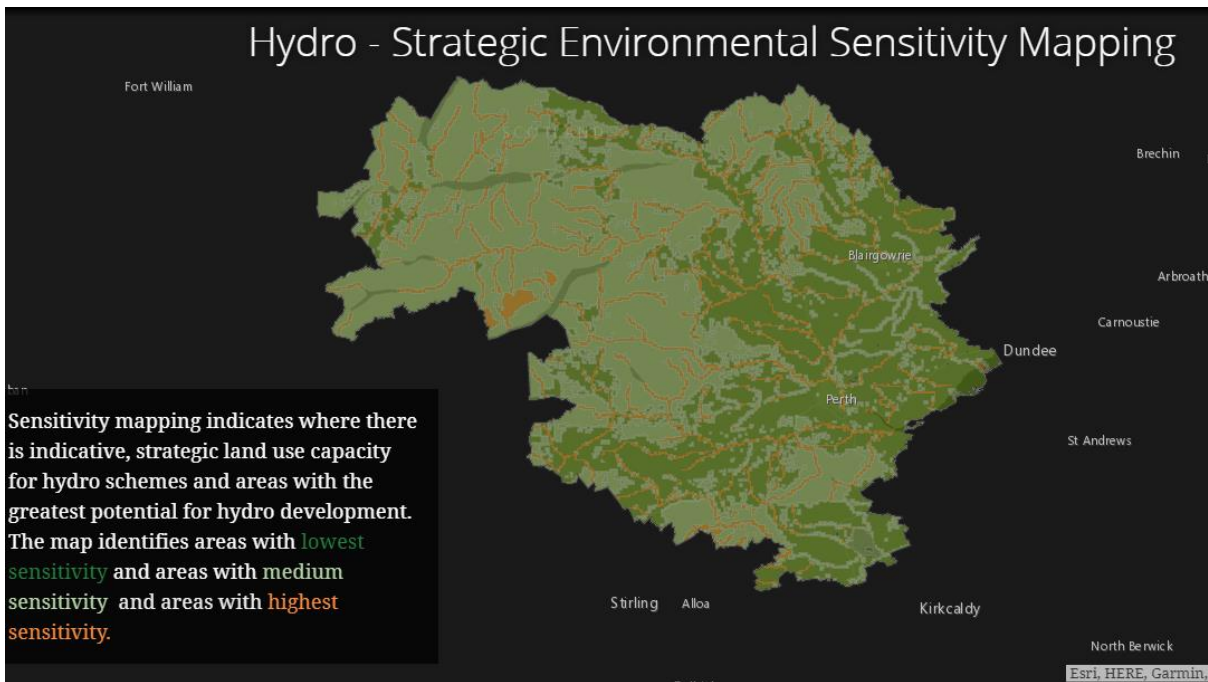 Hydro - Strategic Environmental Sensitivity Mapping
Fort William
SCOTLAND
Brechin
Blairgowrie
Arbroath
Carnoustie
Dundee
Perth
St Andrews
Sensitivity mapping indicates where there
is indicative, strategic land use capacity
for hydro schemes and areas with the
greatest potential for hydro development.
The map identifies areas with lowest
sensitivity and areas with medium
sensitivity and areas with highest
sensitivity.
Stirling
Alloa
Kirkcaldy
North Berwick
Esri, HERE, Garmin,